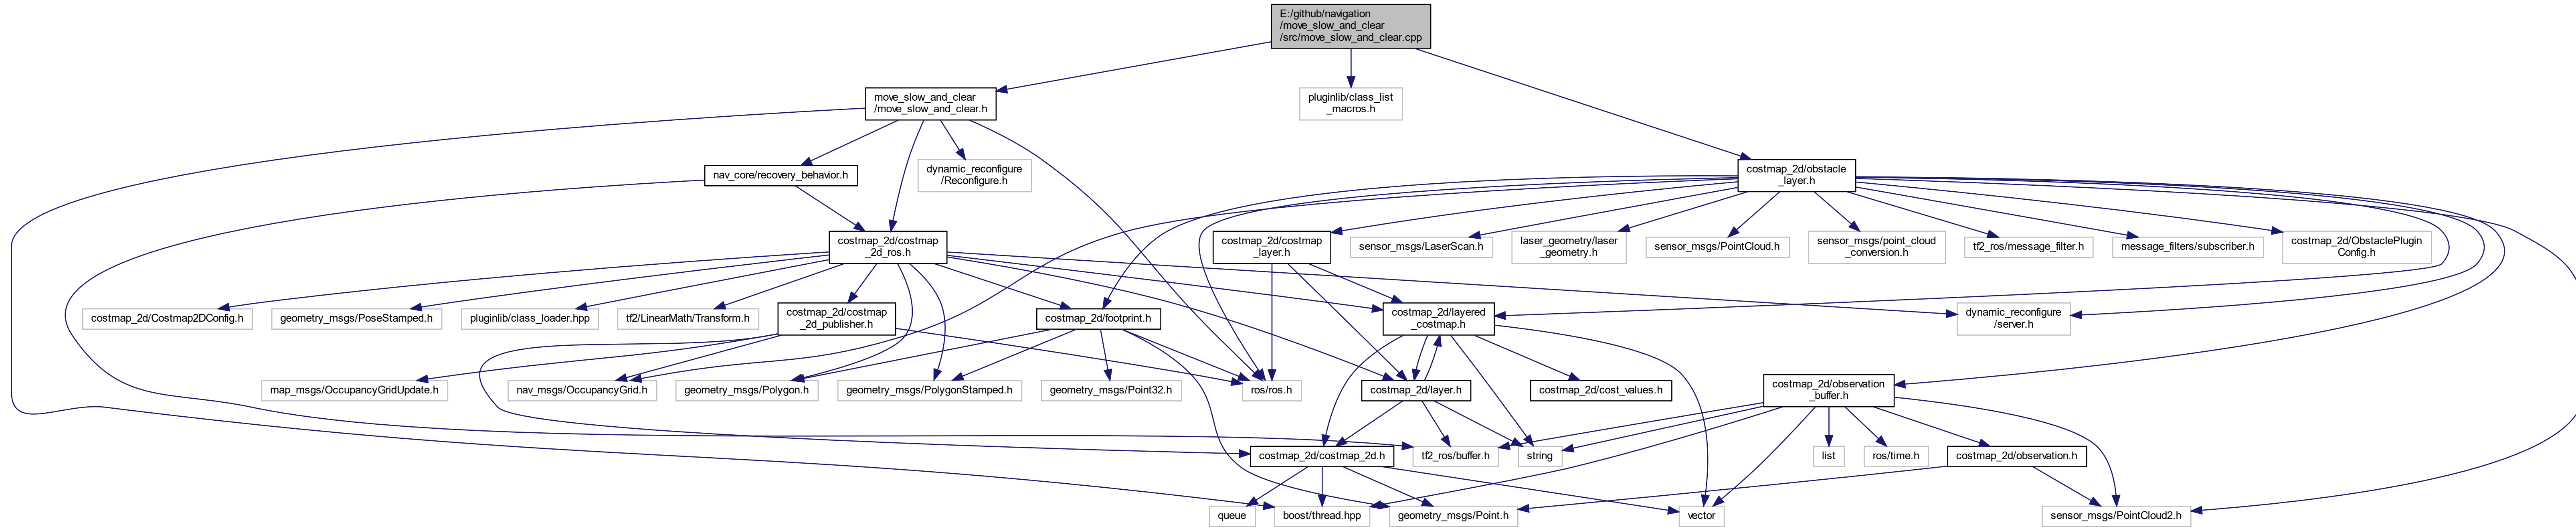 E:/github/navigation
/move_slow_and_clear
/src/move_slow_and_clear.cpp
move_slow_and_clear
/move_slow_and_clear.h
pluginlib/class_list
_macros.h
nav_core/recovery_behavior.h
dynamic_reconfigure
/Reconfigure.h
costmap_2d/obstacle
_layer.h
costmap_2d/costmap
_2d_ros.h
costmap_2d/costmap
_layer.h
sensor_msgs/LaserScan.h
laser_geometry/laser
_geometry.h
sensor_msgs/PointCloud.h
sensor_msgs/point_cloud
_conversion.h
tf2_ros/message_filter.h
message_filters/subscriber.h
costmap_2d/ObstaclePlugin
Config.h
costmap_2d/Costmap2DConfig.h
geometry_msgs/PoseStamped.h
pluginlib/class_loader.hpp
tf2/LinearMath/Transform.h
costmap_2d/costmap
_2d_publisher.h
costmap_2d/footprint.h
costmap_2d/layered
_costmap.h
dynamic_reconfigure
/server.h
map_msgs/OccupancyGridUpdate.h
nav_msgs/OccupancyGrid.h
geometry_msgs/Polygon.h
geometry_msgs/PolygonStamped.h
geometry_msgs/Point32.h
ros/ros.h
costmap_2d/layer.h
costmap_2d/cost_values.h
costmap_2d/observation
_buffer.h
costmap_2d/costmap_2d.h
tf2_ros/buffer.h
string
list
ros/time.h
costmap_2d/observation.h
queue
boost/thread.hpp
geometry_msgs/Point.h
vector
sensor_msgs/PointCloud2.h